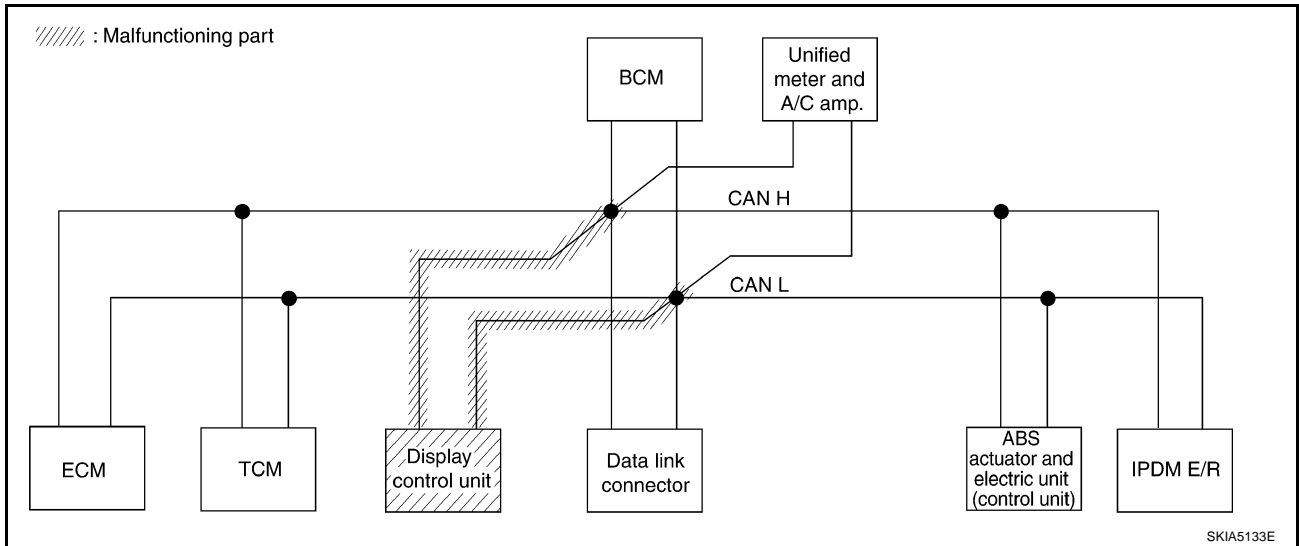 : Malfunctioning part
BCM
Unified
meter and
A/C amp.
CAN H
CAN L
ECM
TCM
Display
control unit
Data link
connector
ABS
actuator and
electric unit
(control unit)
IPDM E/R
SKIA5133E